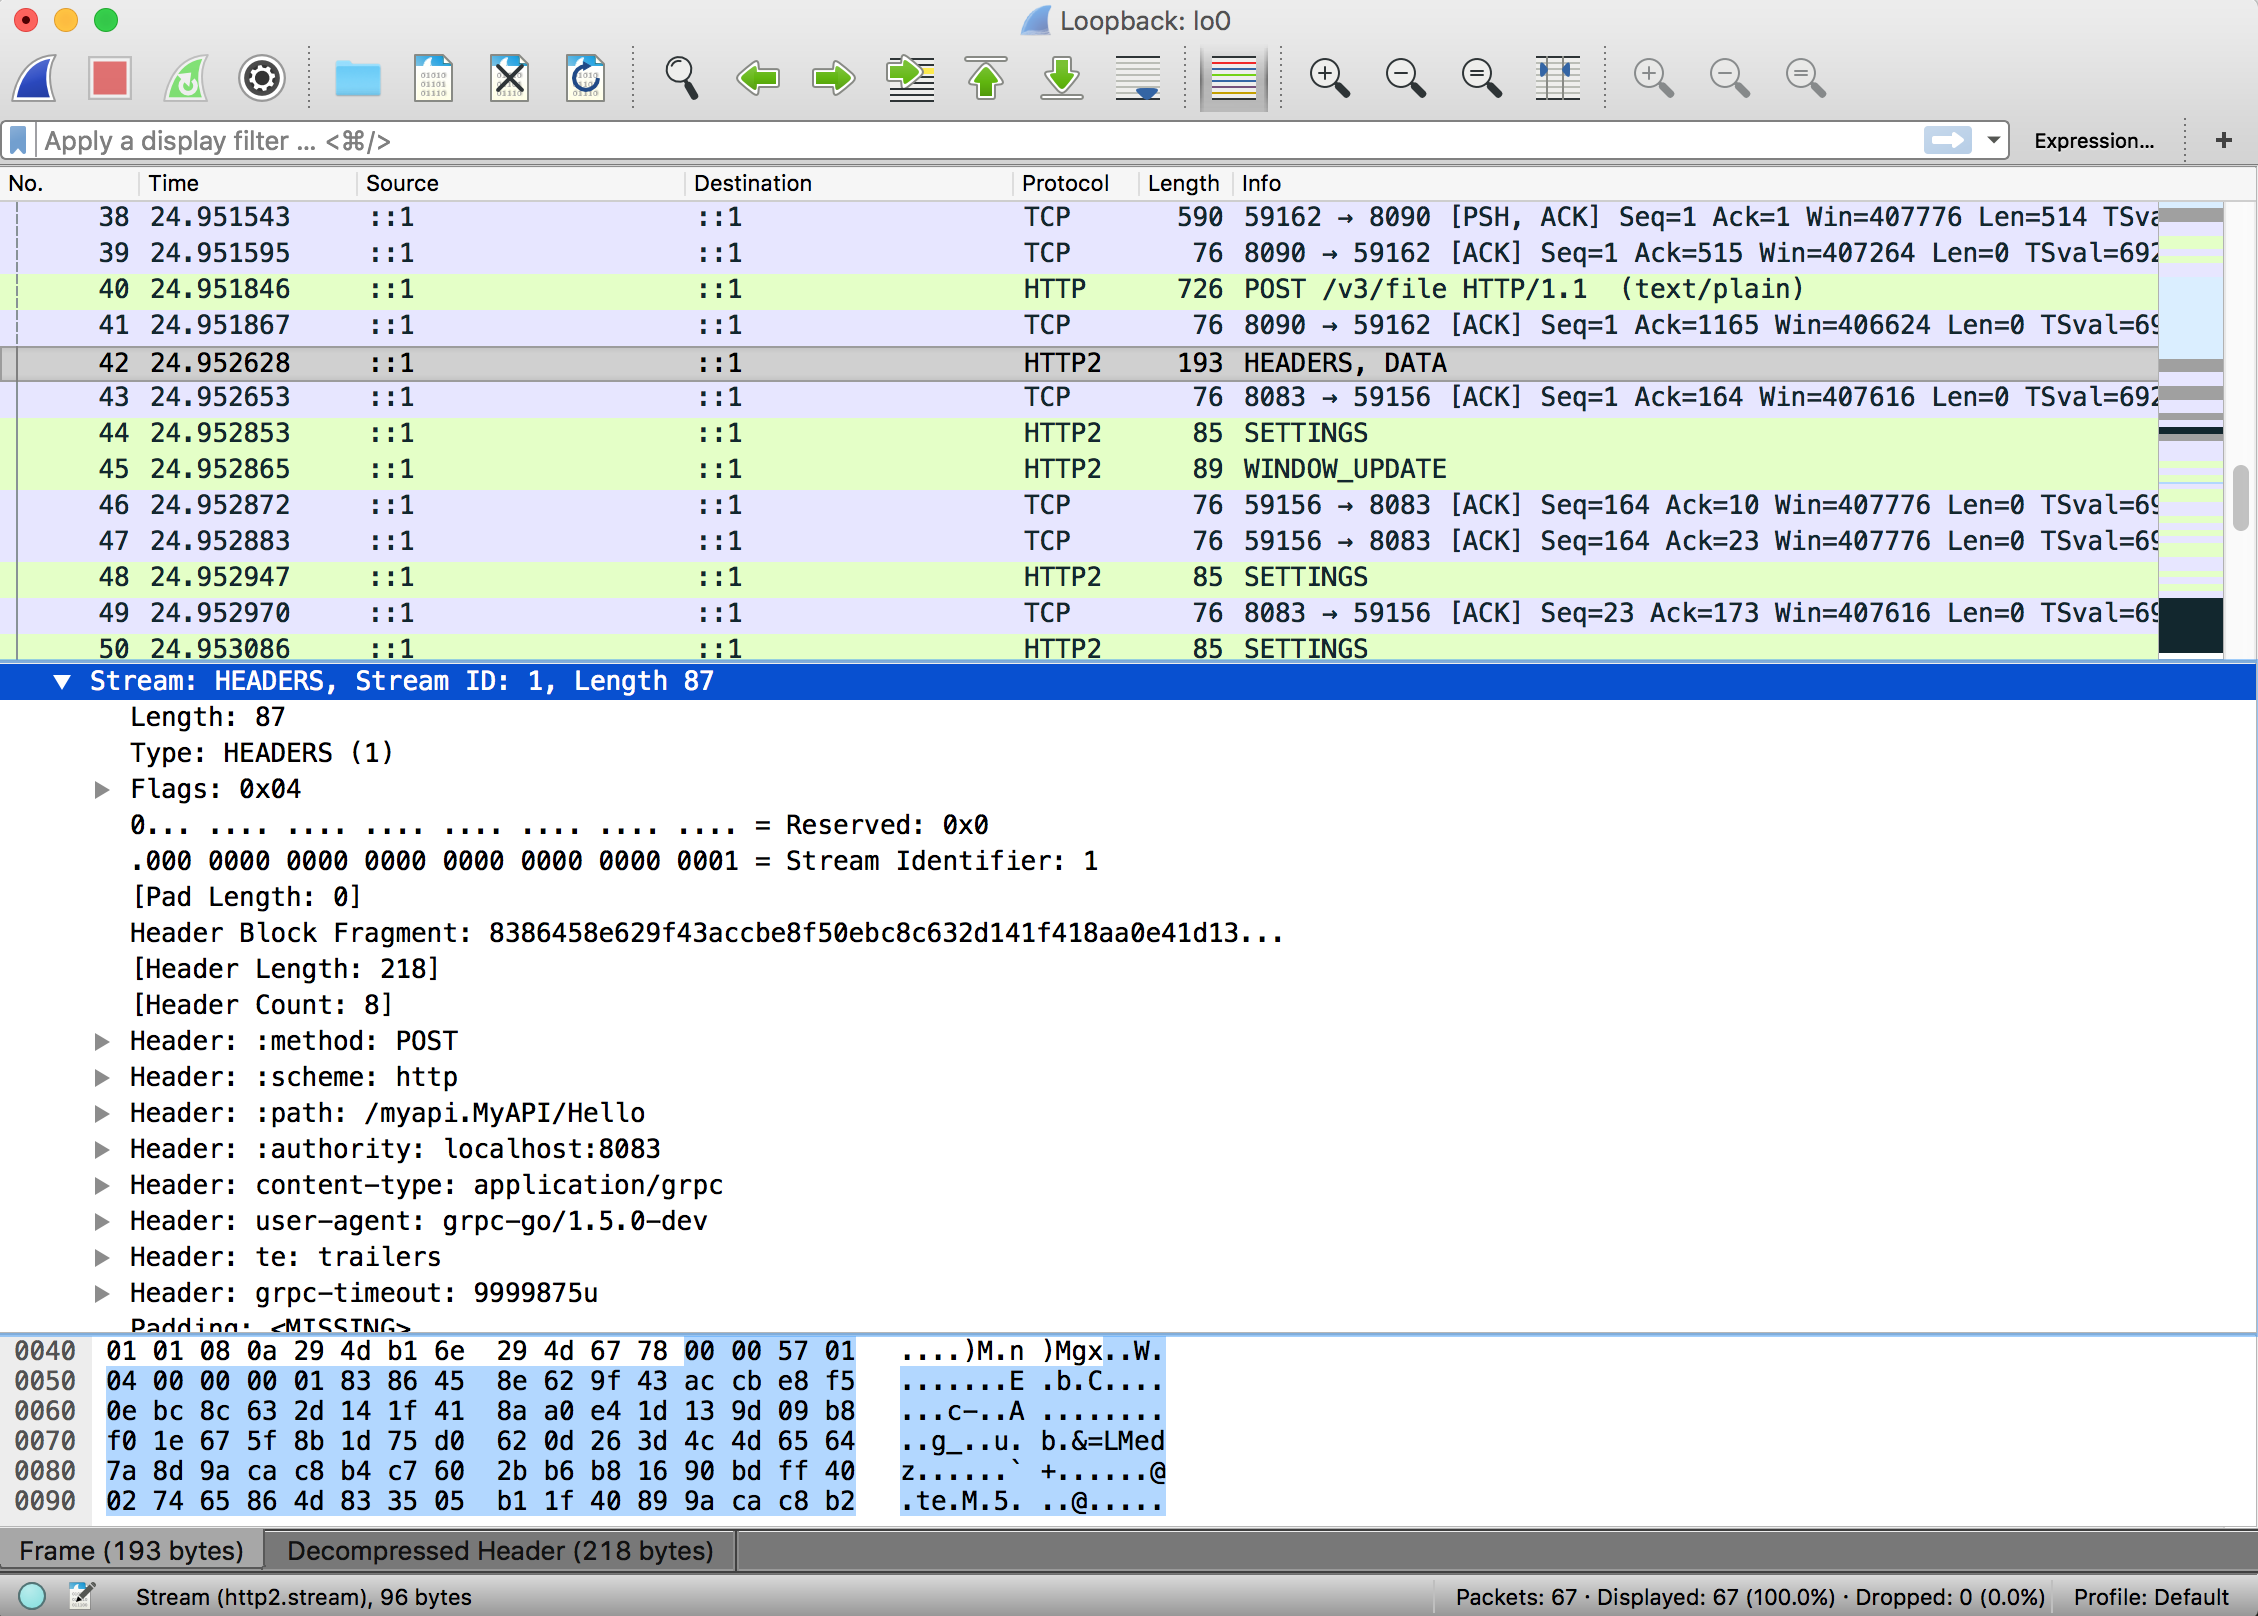 Loopback: lo0
Apply a display filter ... <⌘/>
Expression...
+
No. Time Source Destination Protocol Length Info
38 24.951543 ::1 ::1 TCP 590 59162 → 8090 [PSH, ACK] Seq=1 Ack=1 Win=407776 Len=514 TSva
39 24.951595 ::1 ::1 TCP 76 8090 → 59162 [ACK] Seq=1 Ack=515 Win=407264 Len=0 TSval=692
40 24.951846 ::1 ::1 HTTP 726 POST /v3/file HTTP/1.1  (text/plain)
41 24.951867 ::1 ::1 TCP 76 8090 → 59162 [ACK] Seq=1 Ack=1165 Win=406624 Len=0 TSval=69
42 24.952628 ::1 ::1 HTTP2 193 HEADERS, DATA
43 24.952653 ::1 ::1 TCP 76 8083 → 59156 [ACK] Seq=1 Ack=164 Win=407616 Len=0 TSval=692
44 24.952853 ::1 ::1 HTTP2 85 SETTINGS
45 24.952865 ::1 ::1 HTTP2 89 WINDOW_UPDATE
46 24.952872 ::1 ::1 TCP 76 59156 → 8083 [ACK] Seq=164 Ack=10 Win=407776 Len=0 TSval=69
47 24.952883 ::1 ::1 TCP 76 59156 → 8083 [ACK] Seq=164 Ack=23 Win=407776 Len=0 TSval=69
48 24.952947 ::1 ::1 HTTP2 85 SETTINGS
49 24.952970 ::1 ::1 TCP 76 8083 → 59156 [ACK] Seq=23 Ack=173 Win=407616 Len=0 TSval=69
50 24.953086 ::1 ::1 HTTP2 85 SETTINGS
Stream: HEADERS, Stream ID: 1, Length 87
Length: 87
Type: HEADERS (1)
Flags: 0x04
0... .... .... .... .... .... .... .... = Reserved: 0x0
.000 0000 0000 0000 0000 0000 0000 0001 = Stream Identifier: 1
[Pad Length: 0]
Header Block Fragment: 8386458e629f43accbe8f50ebc8c632d141f418aa0e41d13...
[Header Length: 218]
[Header Count: 8]
Header: :method: POST
Header: :scheme: http
Header: :path: /myapi.MyAPI/Hello
Header: :authority: localhost:8083
Header: content-type: application/grpc
Header: user-agent: grpc-go/1.5.0-dev
Header: te: trailers
Header: grpc-timeout: 9999875u
Padding: <MISSING>
0040 01 01 08 0a 29 4d b1 6e 29 4d 67 78 00 00 57 01 ....)M.n )Mgx..W.
0050 04 00 00 00 01 83 86 45 8e 62 9f 43 ac cb e8 f5 .......E .b.C....
0060 0e bc 8c 63 2d 14 1f 41 8a a0 e4 1d 13 9d 09 b8 ...c-..A ........
0070 f0 1e 67 5f 8b 1d 75 d0 62 0d 26 3d 4c 4d 65 64 ..g_..u. b.&=LMed
0080 7a 8d 9a ca c8 b4 c7 60 2b b6 b8 16 90 bd ff 40 z......` +......@
0090 02 74 65 86 4d 83 35 05 b1 1f 40 89 9a ca c8 b2 .te.M.5. ..@.....
Frame (193 bytes) Decompressed Header (218 bytes)
Stream (http2.stream), 96 bytes Packets: 67 · Displayed: 67 (100.0%) · Dropped: 0 (0.0%) Profile: Default